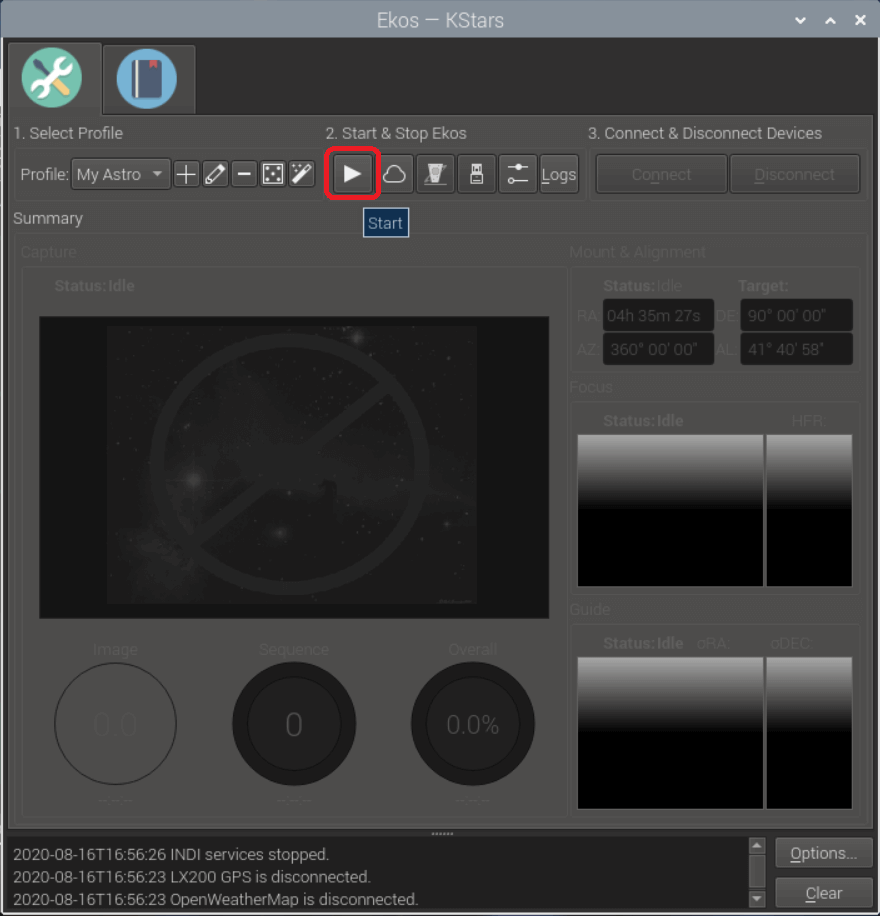 Ekos — KStars
1. Select Profile
2. Start & Stop Ekos
3. Connect & Disconnect Devices
Profile: My Astro
Logs
Connect
Disconnect
Start
Summary
Capture
Mount & Alignment
Status: Idle
Status: Idle
Target:
RA: 04h 35m 27s
DE: 90° 00' 00"
AZ: 360° 00' 00"
AL: 41° 40' 58"
Focus
Status: Idle
HFR:
Guide
Status: Idle
σRA:
σDEC:
Image
Sequence
Overall
0.0
0
0.0%
-- -- --
-- -- --
-- -- --
2020-08-16T16:56:26 INDI services stopped.
2020-08-16T16:56:23 LX200 GPS is disconnected.
2020-08-16T16:56:23 OpenWeatherMap is disconnected.
Options...
Clear